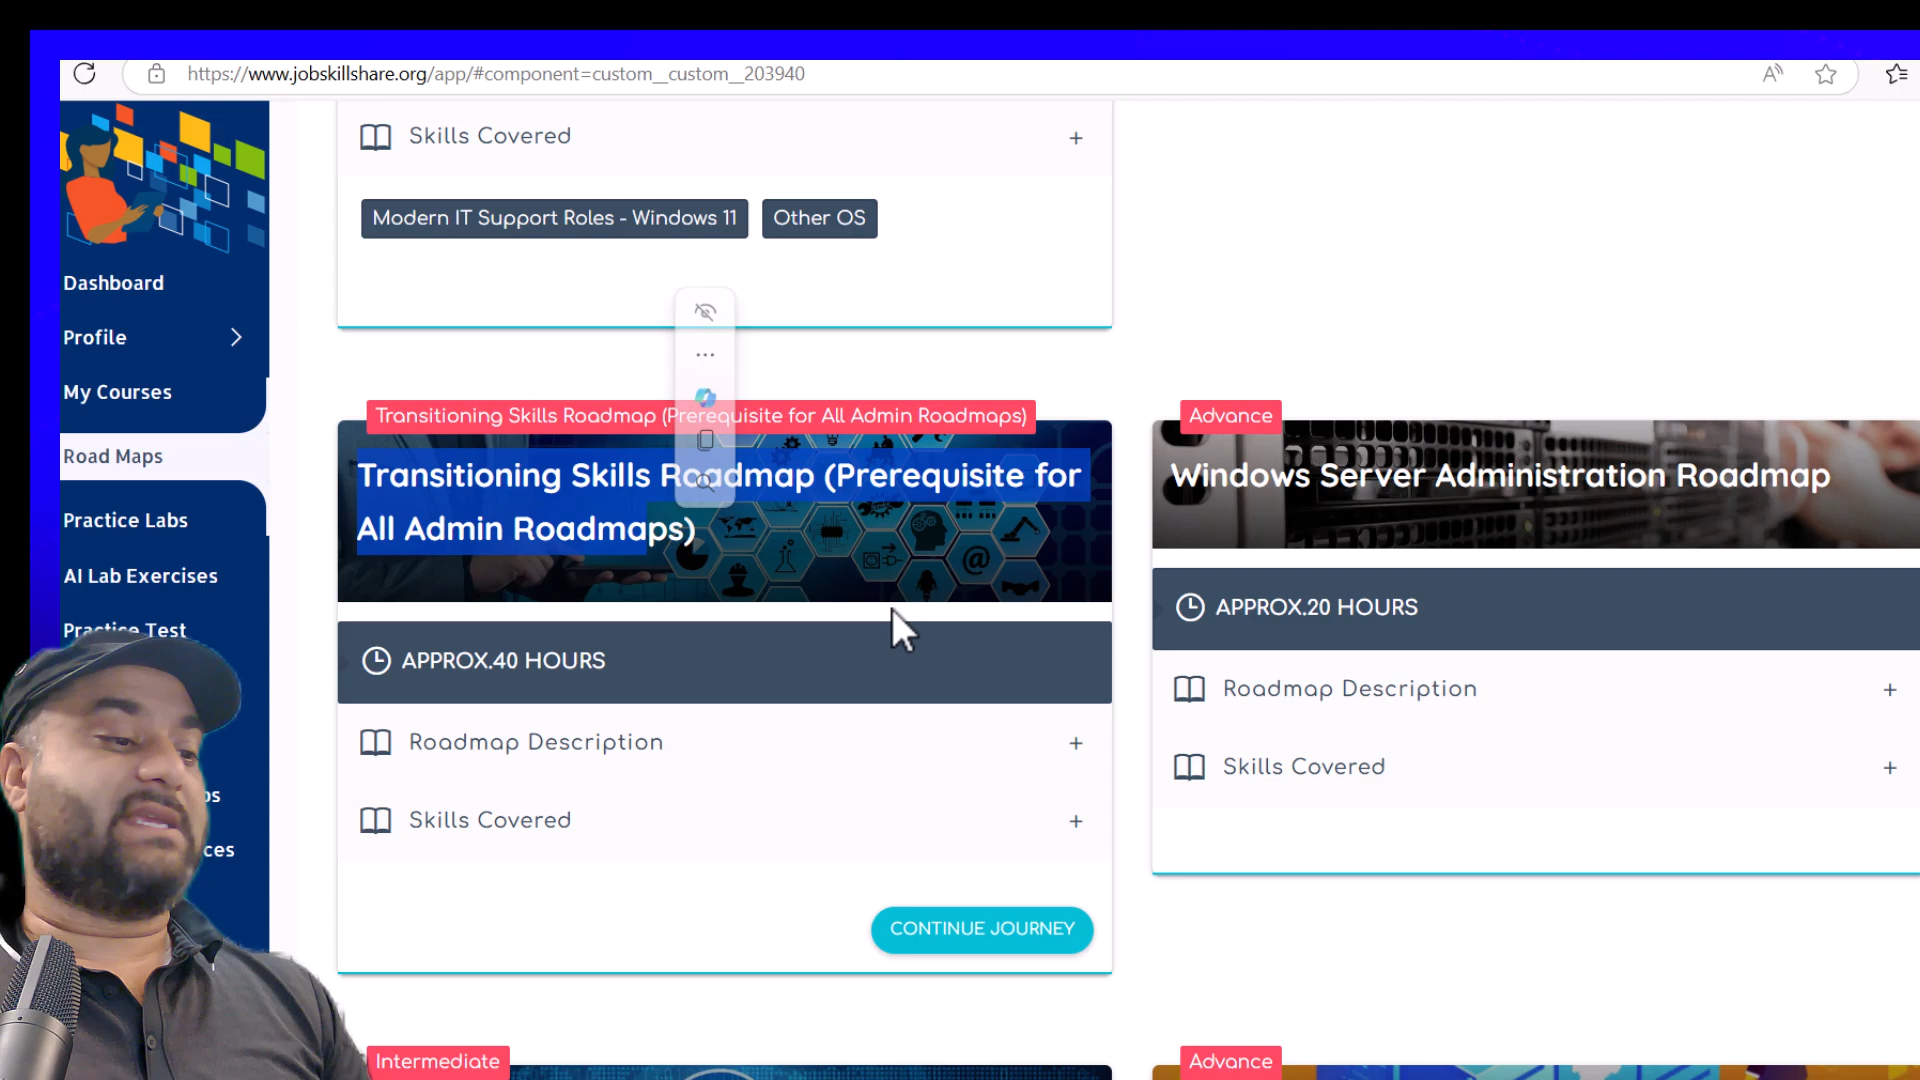 https://www.jobskillshare.org/app/#component=custom__custom__203940
Skills Covered
+
Modern IT Support Roles - Windows 11
Other OS
Dashboard
Profile
My Courses
Road Maps
Practice Labs
AI Lab Exercises
Practice Test
Transitioning Skills Roadmap (Prerequisite for All Admin Roadmaps)
Transitioning Skills Roadmap (Prerequisite for
All Admin Roadmaps)
APPROX.40 HOURS
Roadmap Description
+
Skills Covered
+
CONTINUE JOURNEY
Advance
Windows Server Administration Roadmap
APPROX.20 HOURS
Roadmap Description
+
Skills Covered
+
Intermediate
Advance